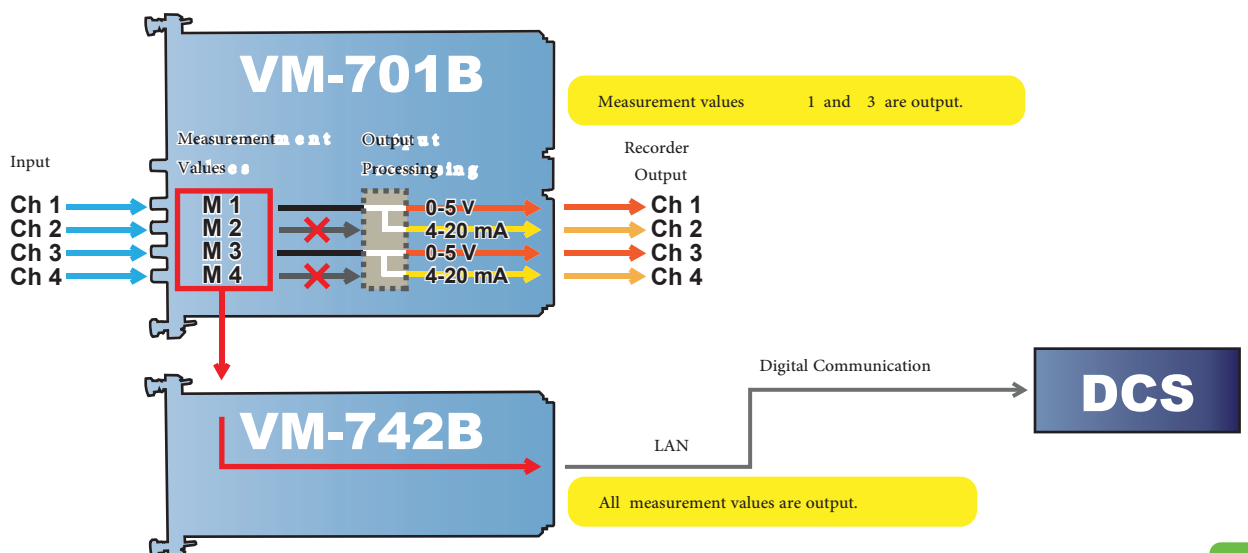 VM-701B
Measurement values 1 and 3 are output.
Measurement Values
Output Processing
Input
Recorder Output
Ch 1 M 1 0-5 V Ch 1
Ch 2 M 2 4-20 mA Ch 2
Ch 3 M 3 0-5 V Ch 3
Ch 4 M 4 4-20 mA Ch 4
Digital Communication
DCS
VM-742B
LAN
All measurement values are output.